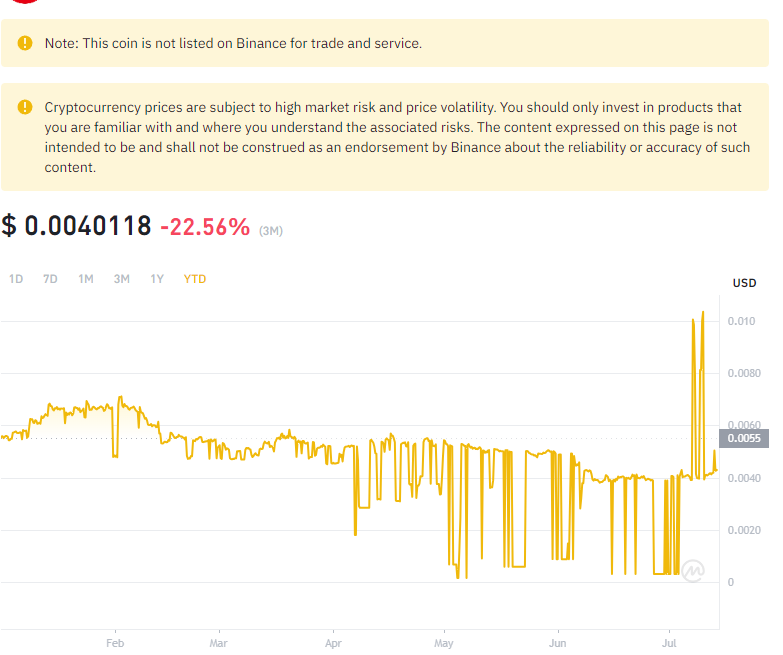 Note: This coin is not listed on Binance for trade and service.
Cryptocurrency prices are subject to high market risk and price volatility. You should only invest in products that
you are familiar with and where you understand the associated risks. The content expressed on this page is not
intended to be and shall not be construed as an endorsement by Binance about the reliability or accuracy of such
content.
$ 0.0040118 -22.56% (3M)
1D 7D 1M 3M 1Y YTD
USD
0.010
0.0080
0.0060
0.0055
0.0040
0.0020
0
Feb Mar Apr May Jun Jul